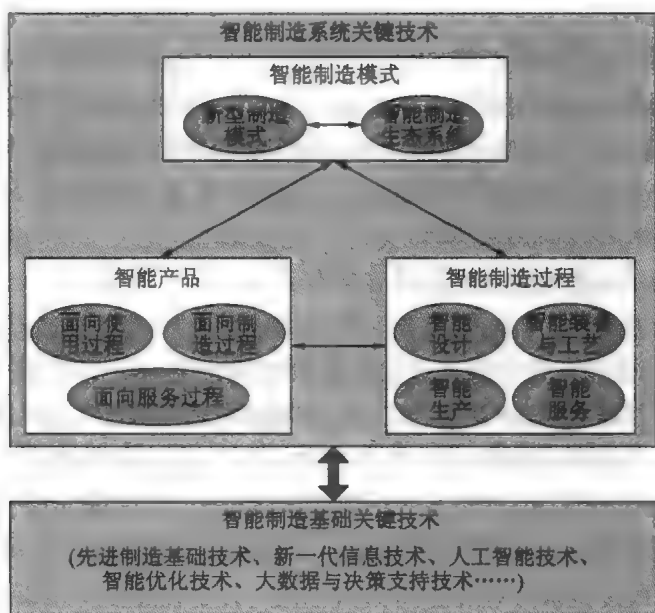 智能制造系统关键技术
智能制造模式
新型制造
模式
智能制造
生态系统
智能产品
面向使
用过程
面向制
造过程
面向服务过程
智能制造过程
智能
设计
智能装备
与工艺
智能
生产
智能
服务
智能制造基础关键技术
(先进制造基础技术、新一代信息技术、人工智能技术、
智能优化技术、大数据与决策支持技术……)